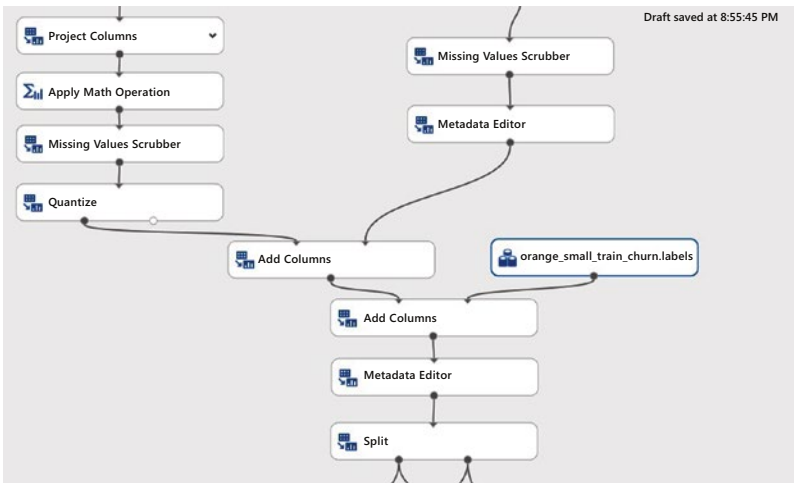 Draft saved at 8:55:45 PM
Project Columns
Missing Values Scrubber
Apply Math Operation
Metadata Editor
Missing Values Scrubber
Quantize
Add Columns
orange_small_train_churn.labels
Add Columns
Metadata Editor
Split